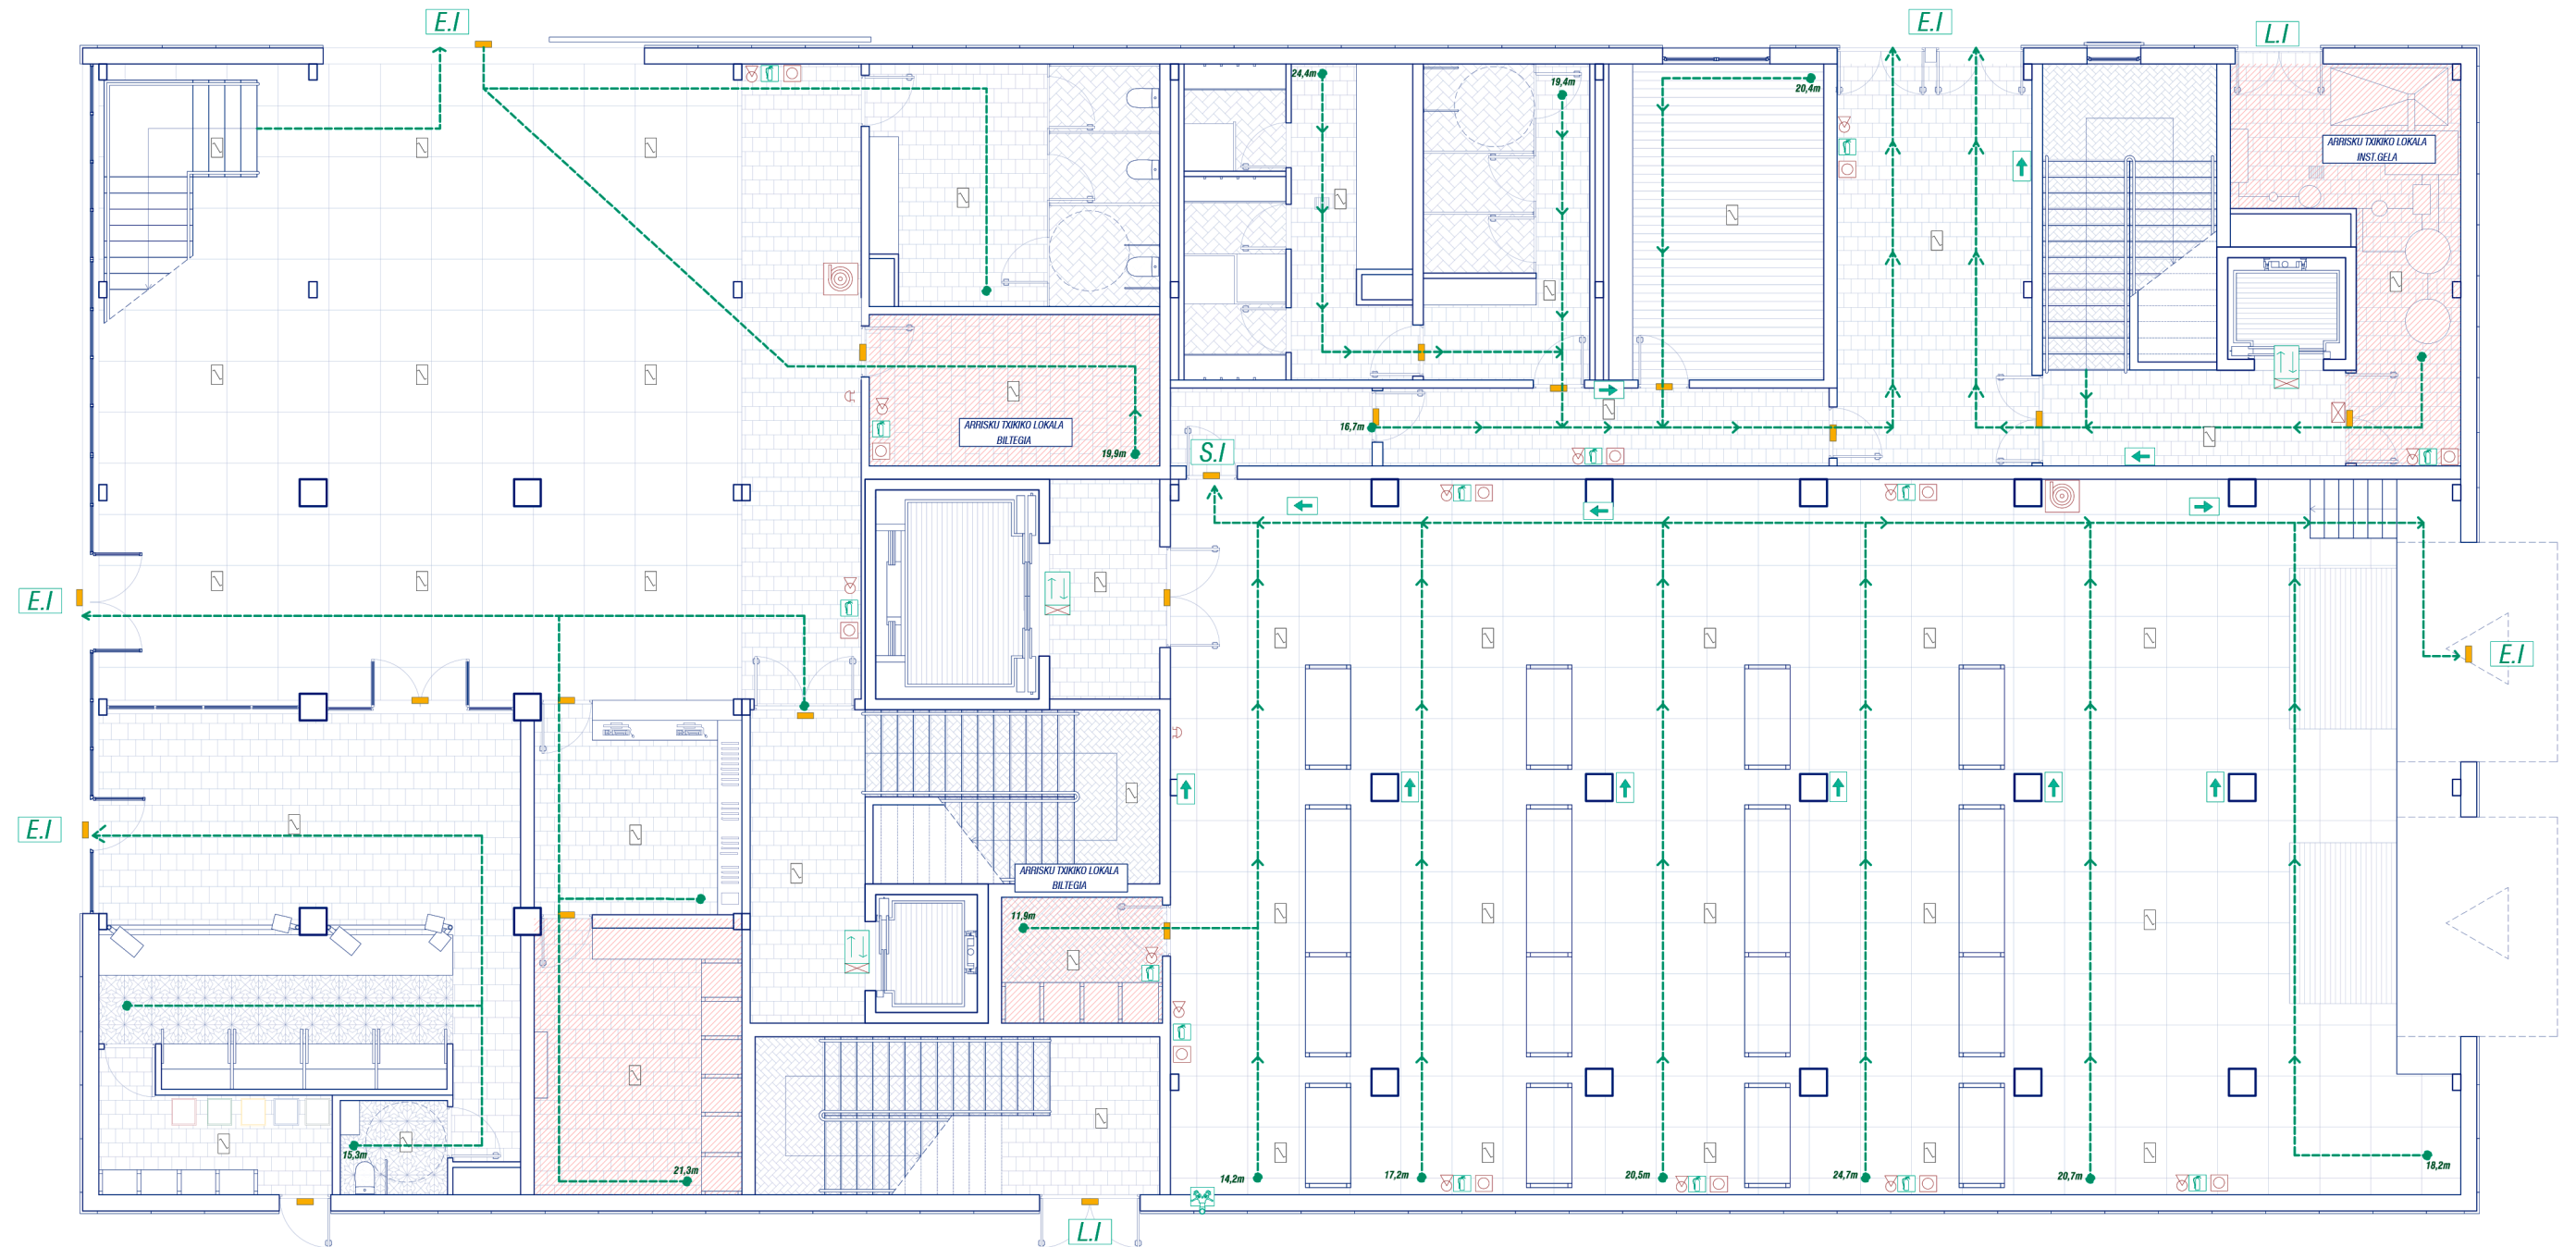 E.I
E.I
L.I
24,4m
19,4m
20,4m
ARRISKU TXIKIKO LOKALA
INST.GELA
ARRISKU TXIKIKO LOKALA
BILTEGIA
19,9m
16,7m
S.I
E.I
E.I
E.I
ARRISKU TXIKIKO LOKALA
BILTEGIA
11,9m
15,3m
21,3m
14,2m
17,2m
20,5m
24,7m
20,7m
18,2m
L.I